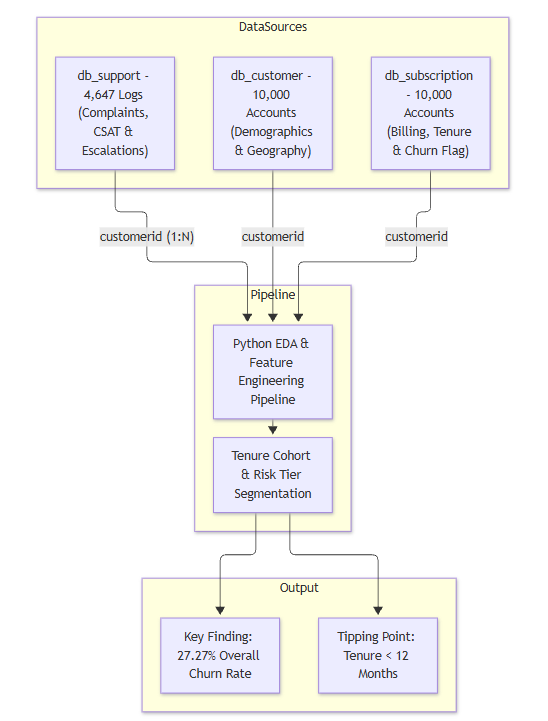 DataSources
db_support -
4,647 Logs
(Complaints,
CSAT &
Escalations)
db_customer -
10,000
Accounts
(Demographics
& Geography)
db_subscription
- 10,000
Accounts
(Billing, Tenure
& Churn Flag)
customerid (1:N)
customerid
customerid
Pipeline
Python EDA &
Feature
Engineering
Pipeline
Tenure Cohort
& Risk Tier
Segmentation
Output
Key Finding:
27.27% Overall
Churn Rate
Tipping Point:
Tenure < 12
Months